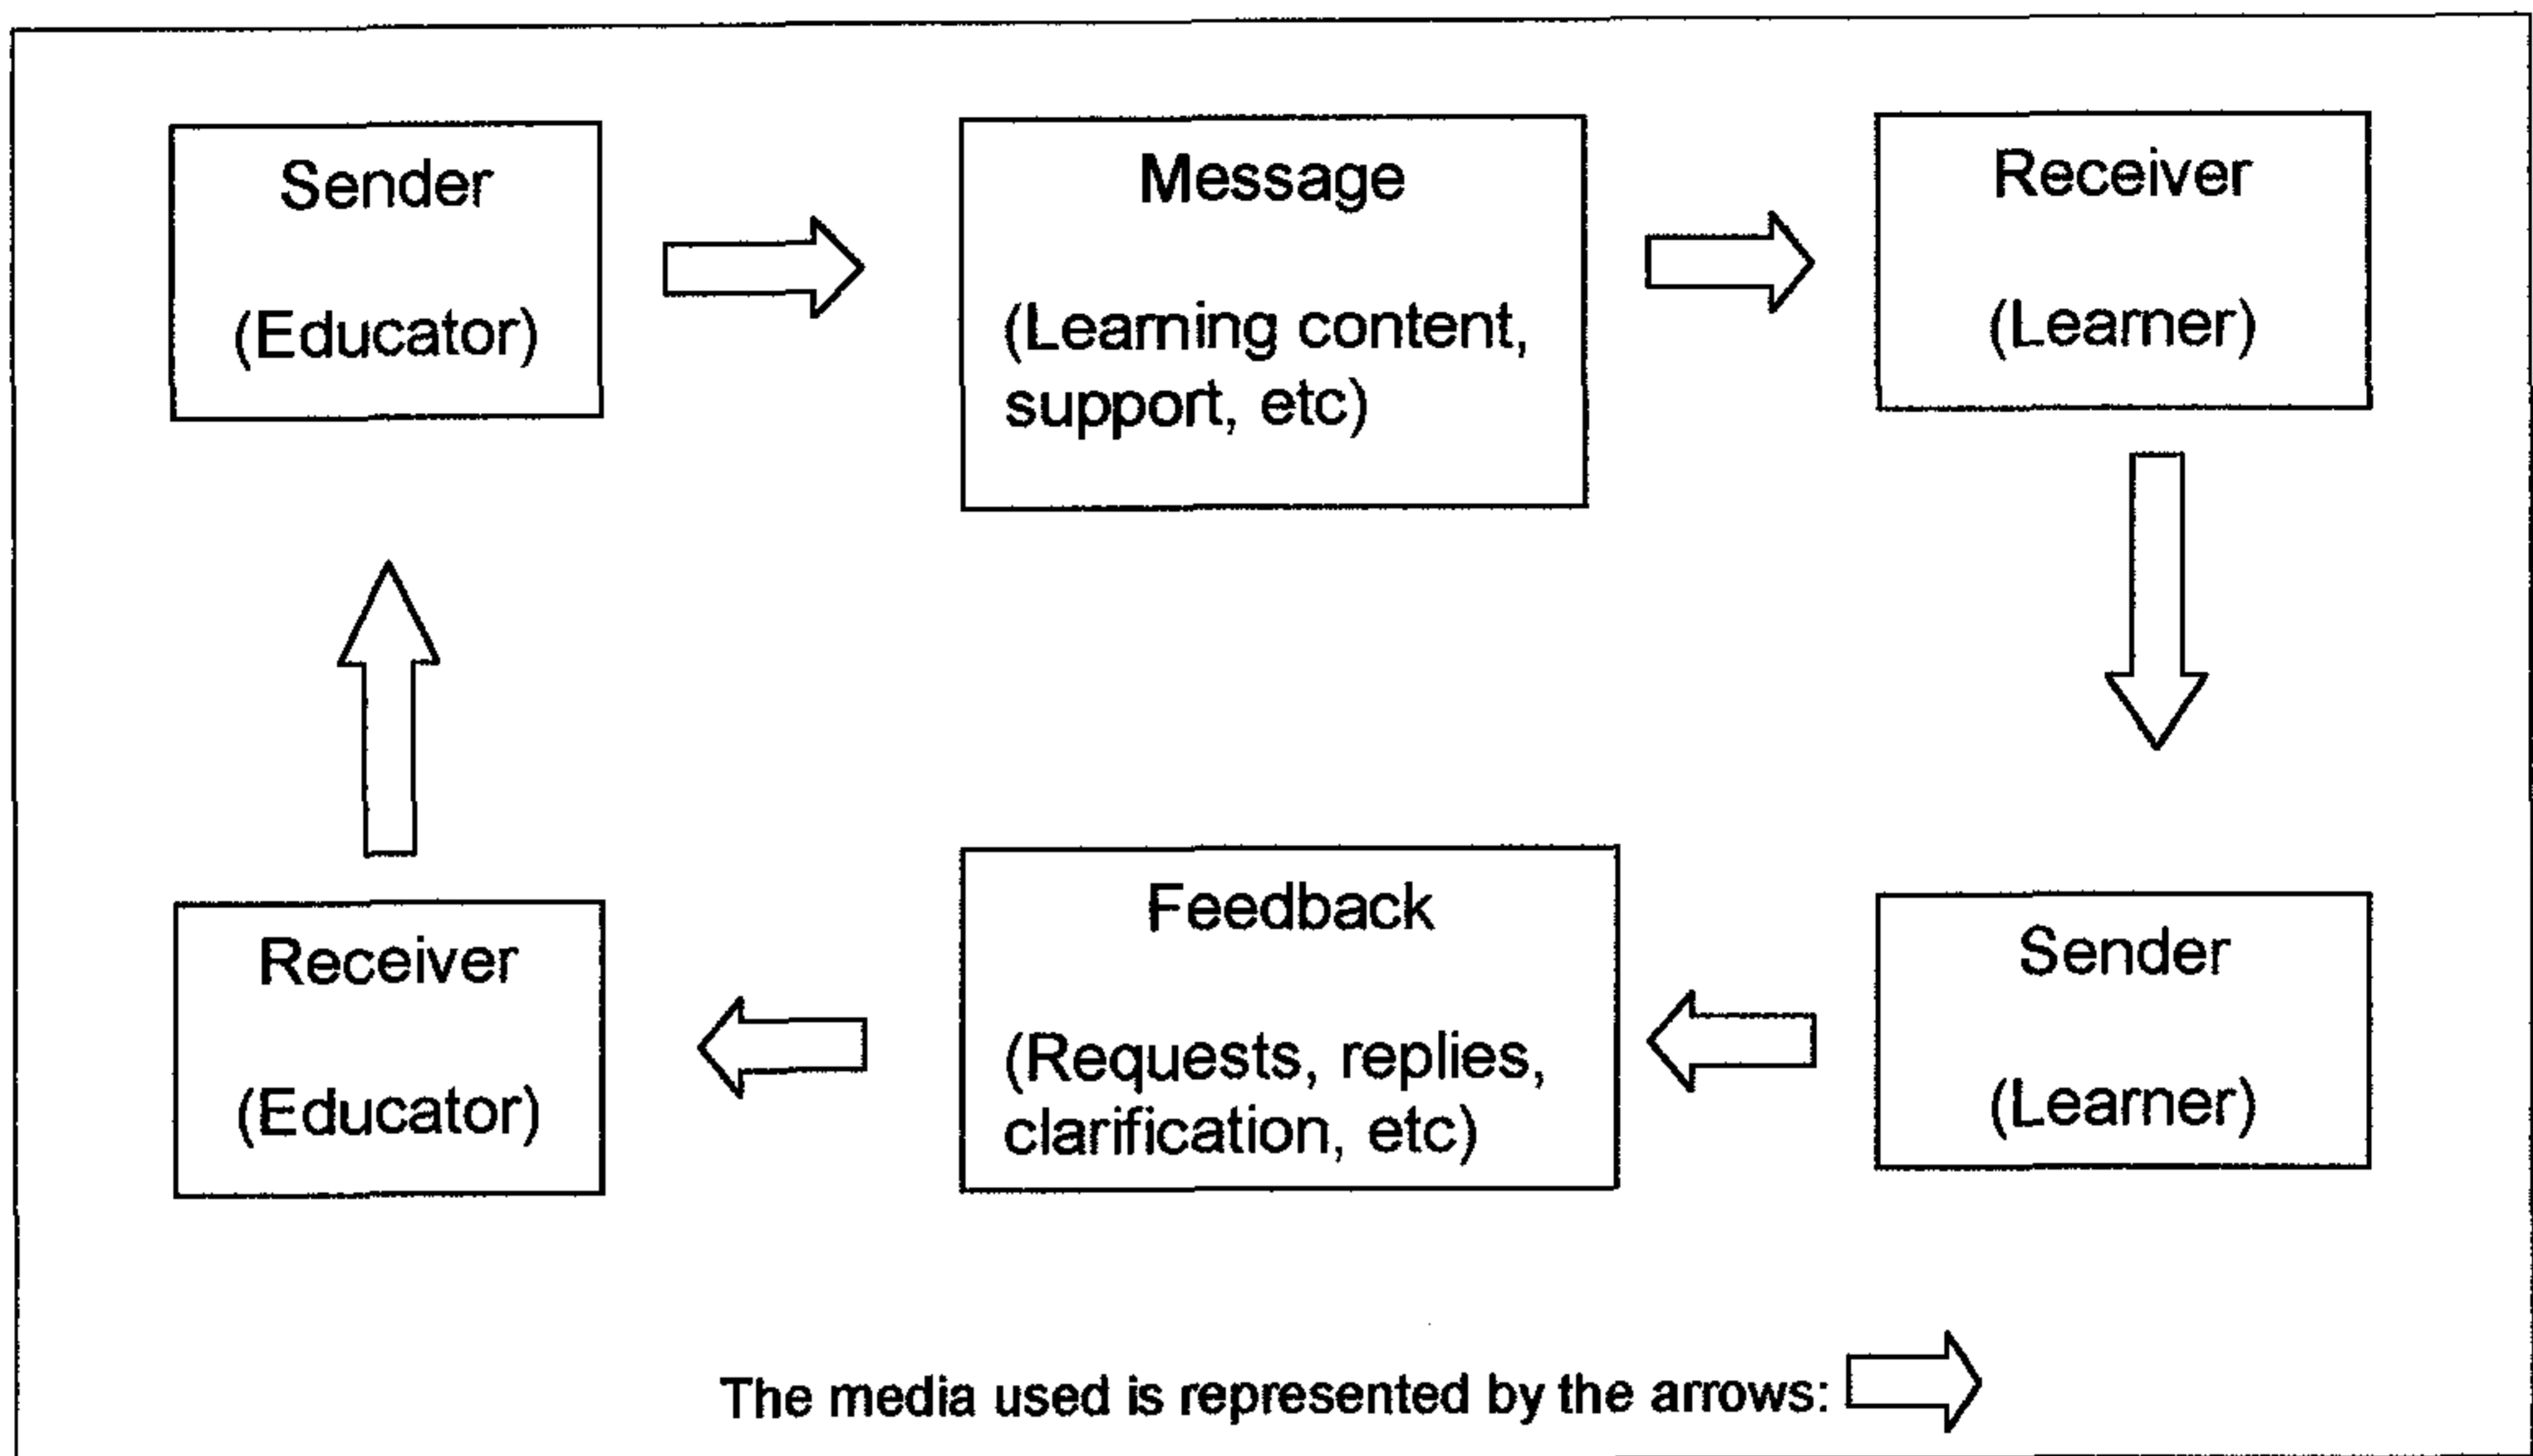 Sender
(Educator)
Message
(Learning content,
support, etc)
Receiver
(Learner)
Receiver
(Educator)
Feedback
(Requests, replies,
clarification, etc)
Sender
(Learner)
The media used is represented by the arrows: